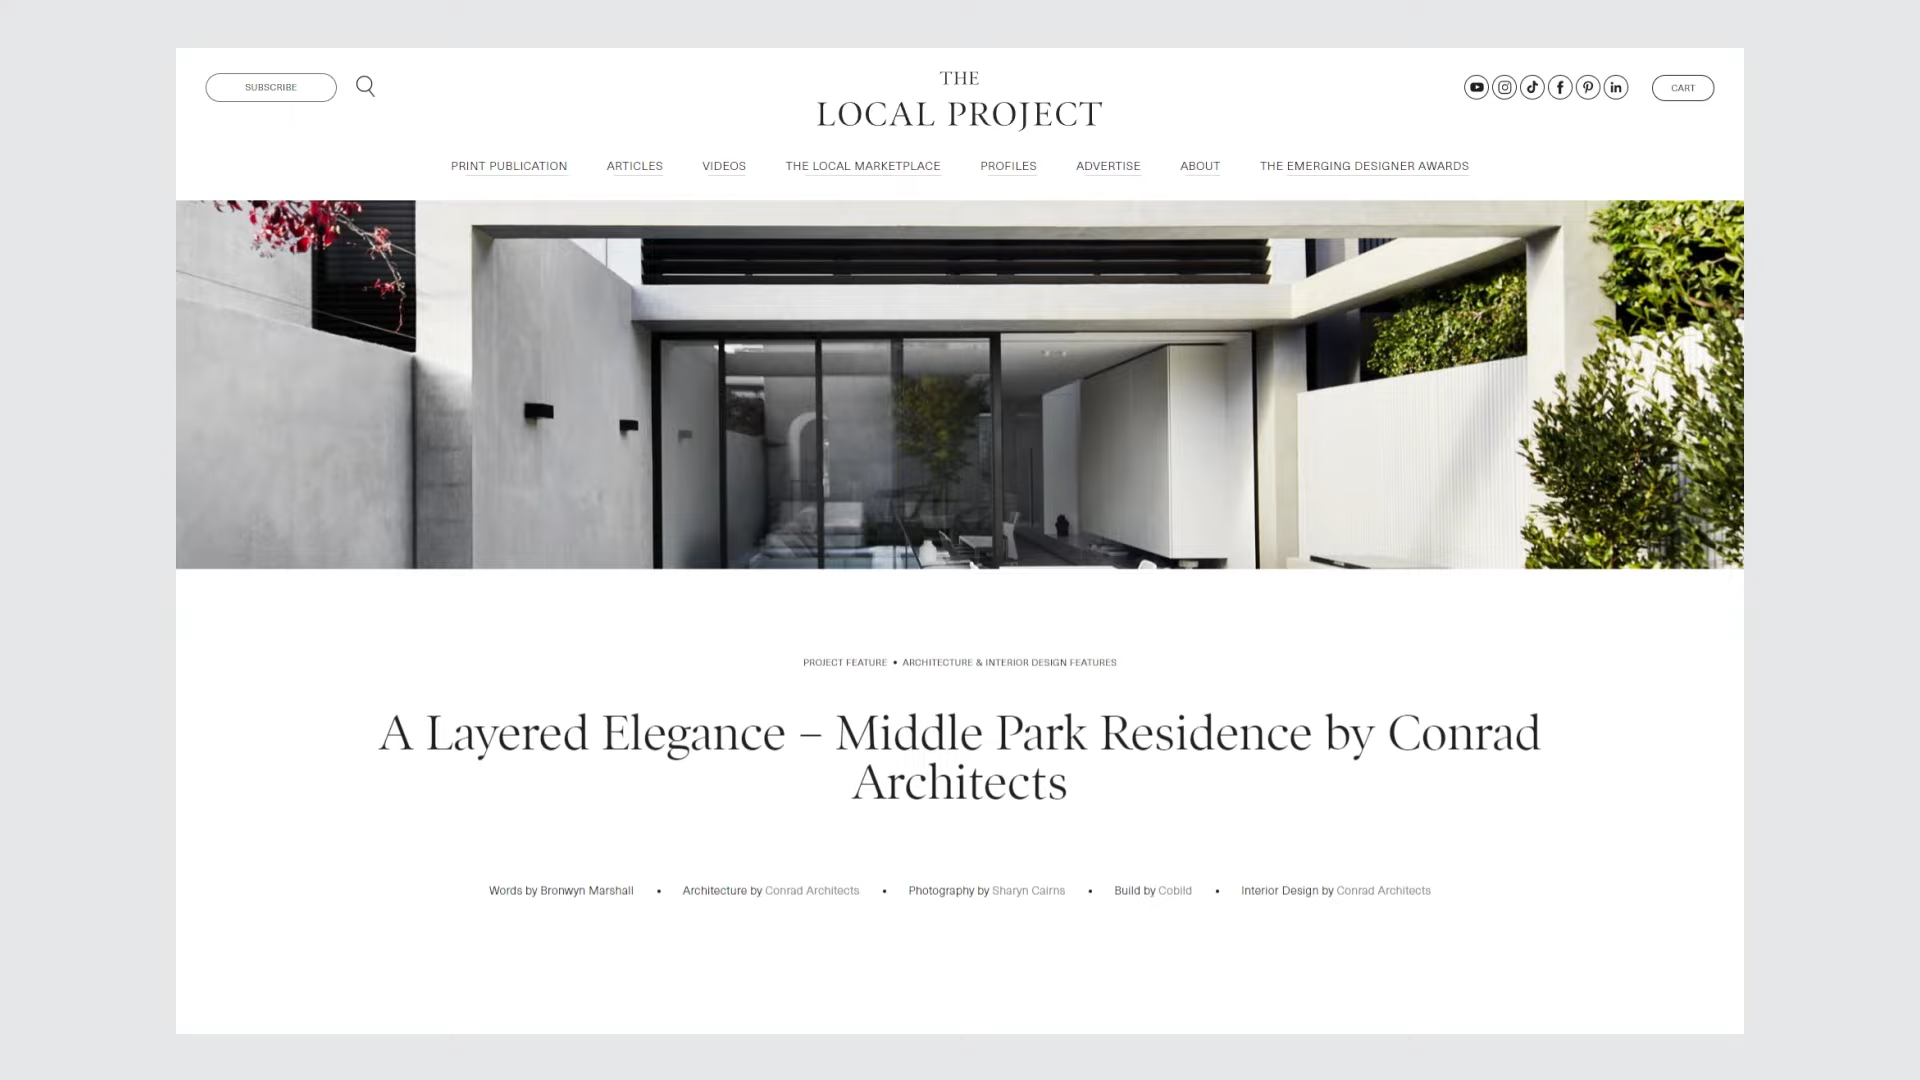 SUBSCRIBE
THE
LOCAL PROJECT
CART
PRINT PUBLICATION ARTICLES VIDEOS THE LOCAL MARKETPLACE PROFILES ADVERTISE ABOUT THE EMERGING DESIGNER AWARDS
PROJECT FEATURE • ARCHITECTURE & INTERIOR DESIGN FEATURES
A Layered Elegance – Middle Park Residence by Conrad
Architects
Words by Bronwyn Marshall • Architecture by Conrad Architects • Photography by Sharyn Cairns • Build by Cobild • Interior Design by Conrad Architects